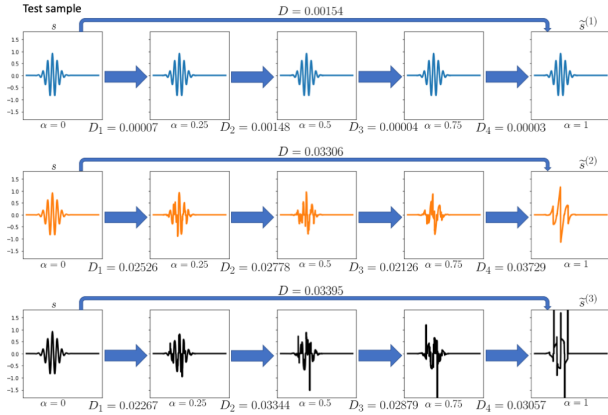 Test sample
D = 0.00154
s
s̃⁽¹⁾
1.5
1.0
0.5
0.0
−0.5
−1.0
−1.5
α = 0
D₁ = 0.00007
α = 0.25
D₂ = 0.00148
α = 0.5
D₃ = 0.00004
α = 0.75
D₄ = 0.00003
α = 1
D = 0.03306
s
s̃⁽²⁾
1.5
1.0
0.5
0.0
−0.5
−1.0
−1.5
α = 0
D₁ = 0.02526
α = 0.25
D₂ = 0.02778
α = 0.5
D₃ = 0.02126
α = 0.75
D₄ = 0.03729
α = 1
D = 0.03395
s
s̃⁽³⁾
1.5
1.0
0.5
0.0
−0.5
−1.0
−1.5
α = 0
D₁ = 0.02267
α = 0.25
D₂ = 0.03344
α = 0.5
D₃ = 0.02879
α = 0.75
D₄ = 0.03057
α = 1